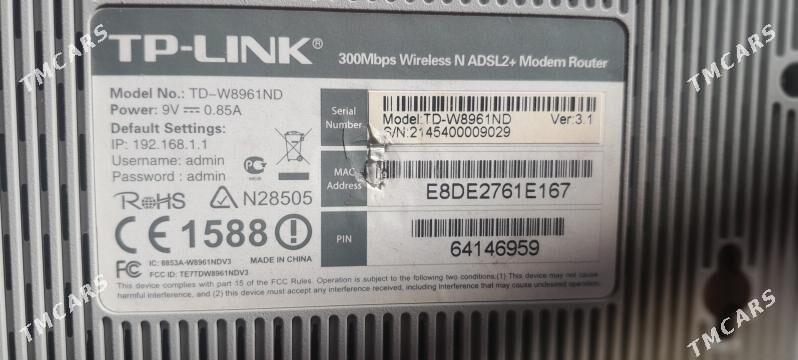 TP-LINK® 300Mbps Wireless N ADSL2+ Modem Router
Model No.: TD-W8961ND
Power: 9V⎓0.85A
Default Settings:
IP: 192.168.1.1
Username: admin
Password : admin
RoHS N28505
CE1588
IC: 8853A-W8961NDV3 MADE IN CHINA
FCC FCC ID: TE7TDW8961NDV3
This device complies with part 15 of the FCC Rules. Operation is subject to the following two conditions.(1) This device may not cause
harmful interference, and (2) this device must accept any interference received, including interference that may cause undesired operation.
Serial
Number
Model:TD-W8961ND Ver:3.1
S/N:2145400009029
MAC
Address
E8DE2761E167
PIN
64146959
TMCARS
TMCARS
TMCARS
TMCARS